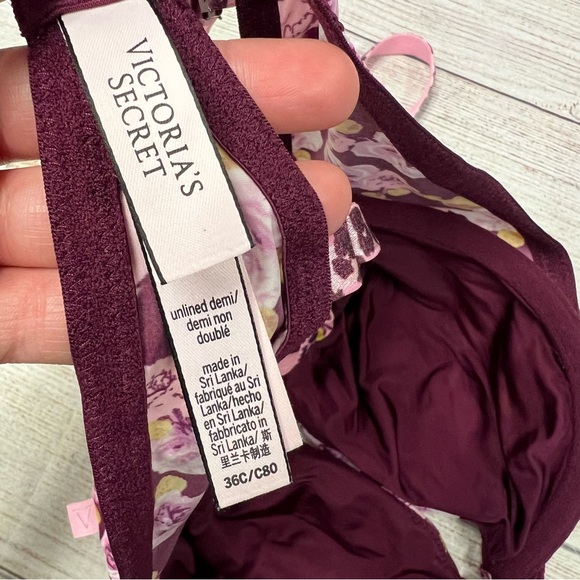 VICTORIA'S
SECRET
unlined demi/
demi non
doublé
made in
Sri Lanka/
fabriqué au Sri
Lanka/hecho
en Sri Lanka/
fabbricato in
Sri Lanka/ 斯
里兰卡制造
36C/C80
V